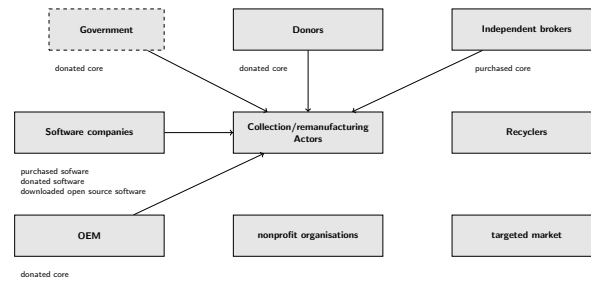 Government
Donors
Independent brokers
donated core
donated core
purchased core
Software companies
Collection/remanufacturing
Actors
Recyclers
purchased sofware
donated software
downloaded open source software
OEM
nonprofit organisations
targeted market
donated core